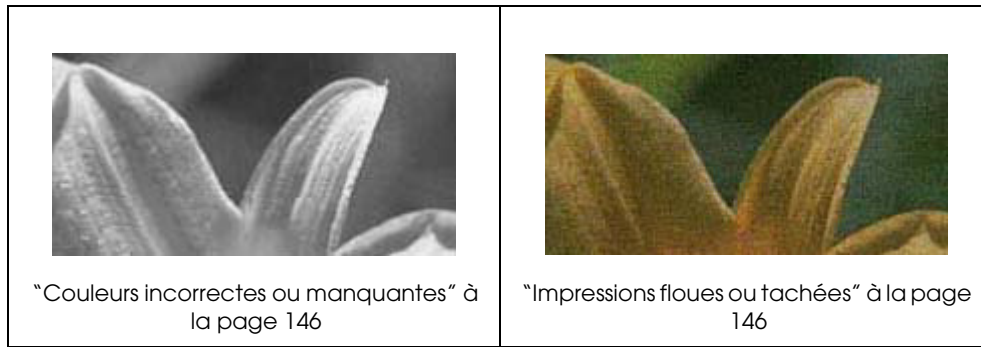 “Couleurs incorrectes ou manquantes” à
la page 146
“Impressions floues ou tachées” à la page
146